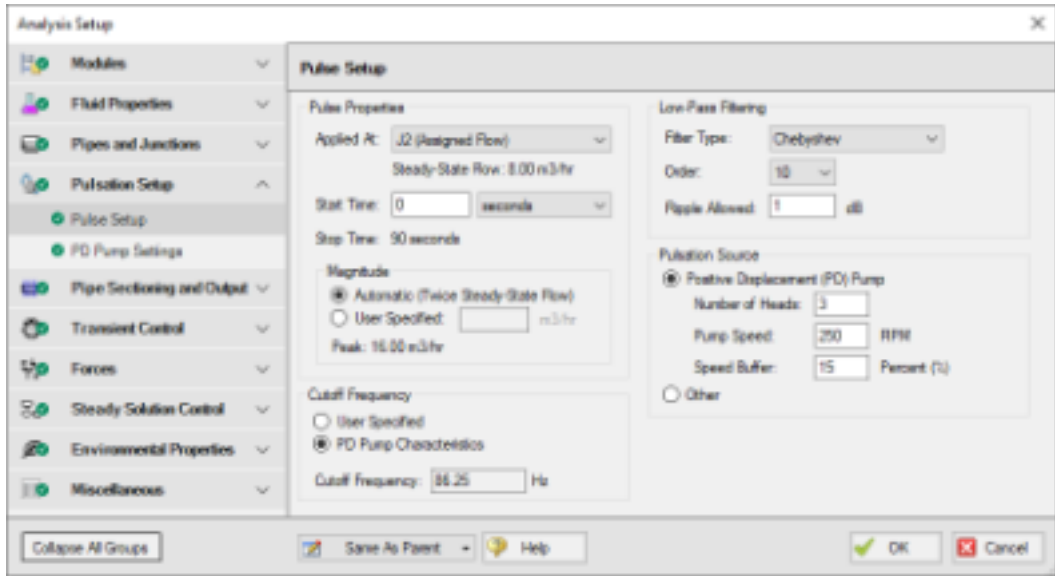 Analysis Setup
Modules
Fluid Properties
Pipes and Junctions
Pulsation Setup
Pulse Setup
PD Pump Settings
Pipe Sectioning and Output
Transient Control
Forces
Steady Solution Control
Environmental Properties
Miscellaneous
Collapse All Groups
Pulse Setup
Pulse Properties
Applied At: J2 (Assigned Flow)
Steady-State Flow: 8.00 m3/hr
Start Time: 0 seconds
Stop Time: 90 seconds
Magnitude
Automatic (Twice Steady-State Flow)
User Specified: m3/hr
Peak: 16.00 m3/hr
Cutoff Frequency
User Specified
PD Pump Characteristics
Cutoff Frequency: 86.25 Hz
Low-Pass Filtering
Filter Type: Chebyshev
Order: 10
Ripple Allowed: 1 dB
Pulsation Source
Positive Displacement (PD) Pump
Number of Heads: 3
Pump Speed: 250 RPM
Speed Buffer: 15 Percent (%)
Other
Same As Parent
Help
OK
Cancel